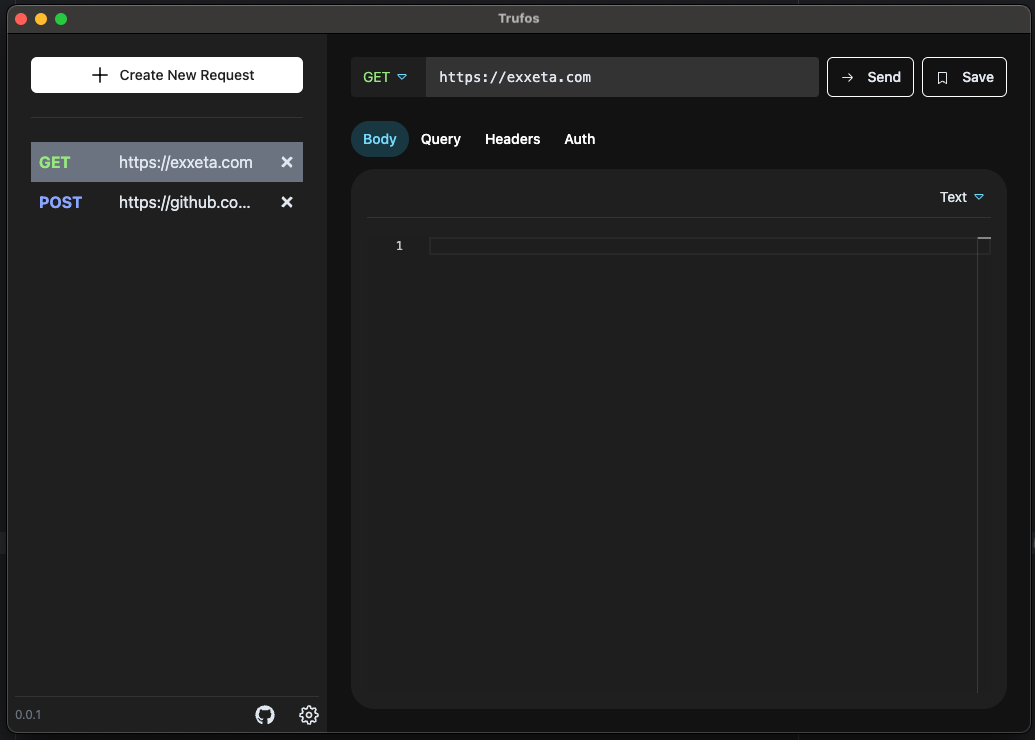 Trufos
Create New Request
GET https://exxeta.com
POST https://github.co...
0.0.1
GET https://exxeta.com Send Save
Body Query Headers Auth
Text
1